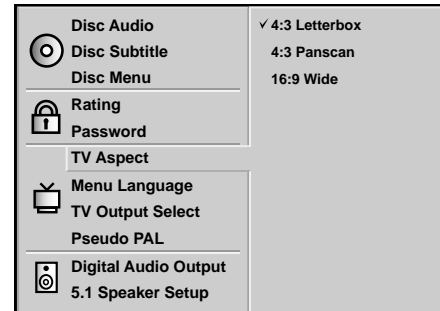 Disc Audio
Disc Subtitle
Disc Menu
Rating
Password
TV Aspect
Menu Language
TV Output Select
Pseudo PAL
Digital Audio Output
5.1 Speaker Setup
✓ 4:3 Letterbox
4:3 Panscan
16:9 Wide